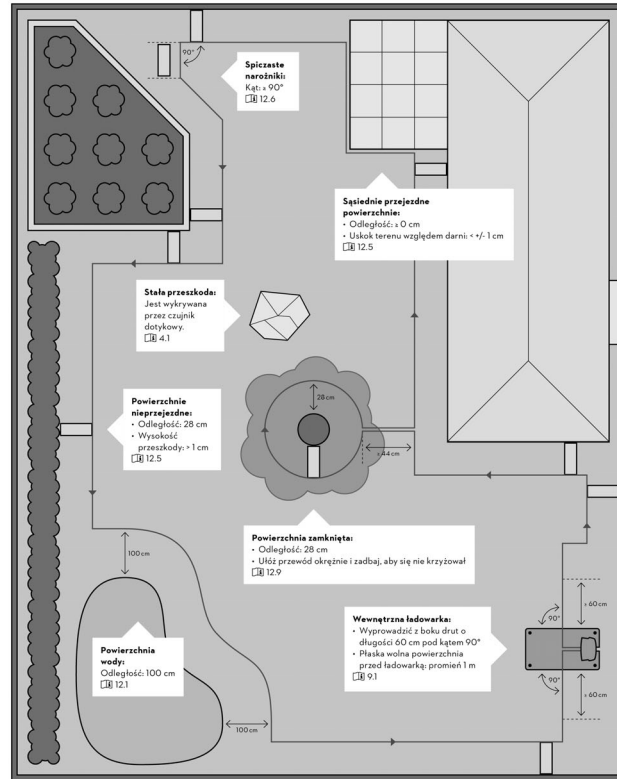 90°
Spiczaste
narożniki:
Kąt: ≥ 90°
12.6
Sąsiednie przejezdne
powierzchnie:
• Odległość: ≥ 0 cm
• Uskok terenu względem darni: < +/- 1 cm
12.5
Stała przeszkoda:
Jest wykrywana
przez czujnik
dotykowy.
4.1
28 cm
Powierzchnie
nieprzejezdne:
• Odległość: 28 cm
• Wysokość
przeszkody: > 1 cm
12.5
≥ 44 cm
Powierzchnia zamknięta:
• Odległość: 28 cm
• Ułóż przewód okrężnie i zadbaj, aby się nie krzyżował
12.9
100 cm
≥ 60 cm
Wewnętrzna ładowarka:
• Wyprowadzić z boku drut o
długości 60 cm pod kątem 90°
• Płaska wolna powierzchnia
przed ładowarką: promień 1 m
9.1
90°
90°
≥ 60 cm
Powierzchnia
wody:
Odległość: 100 cm
12.1
100 cm